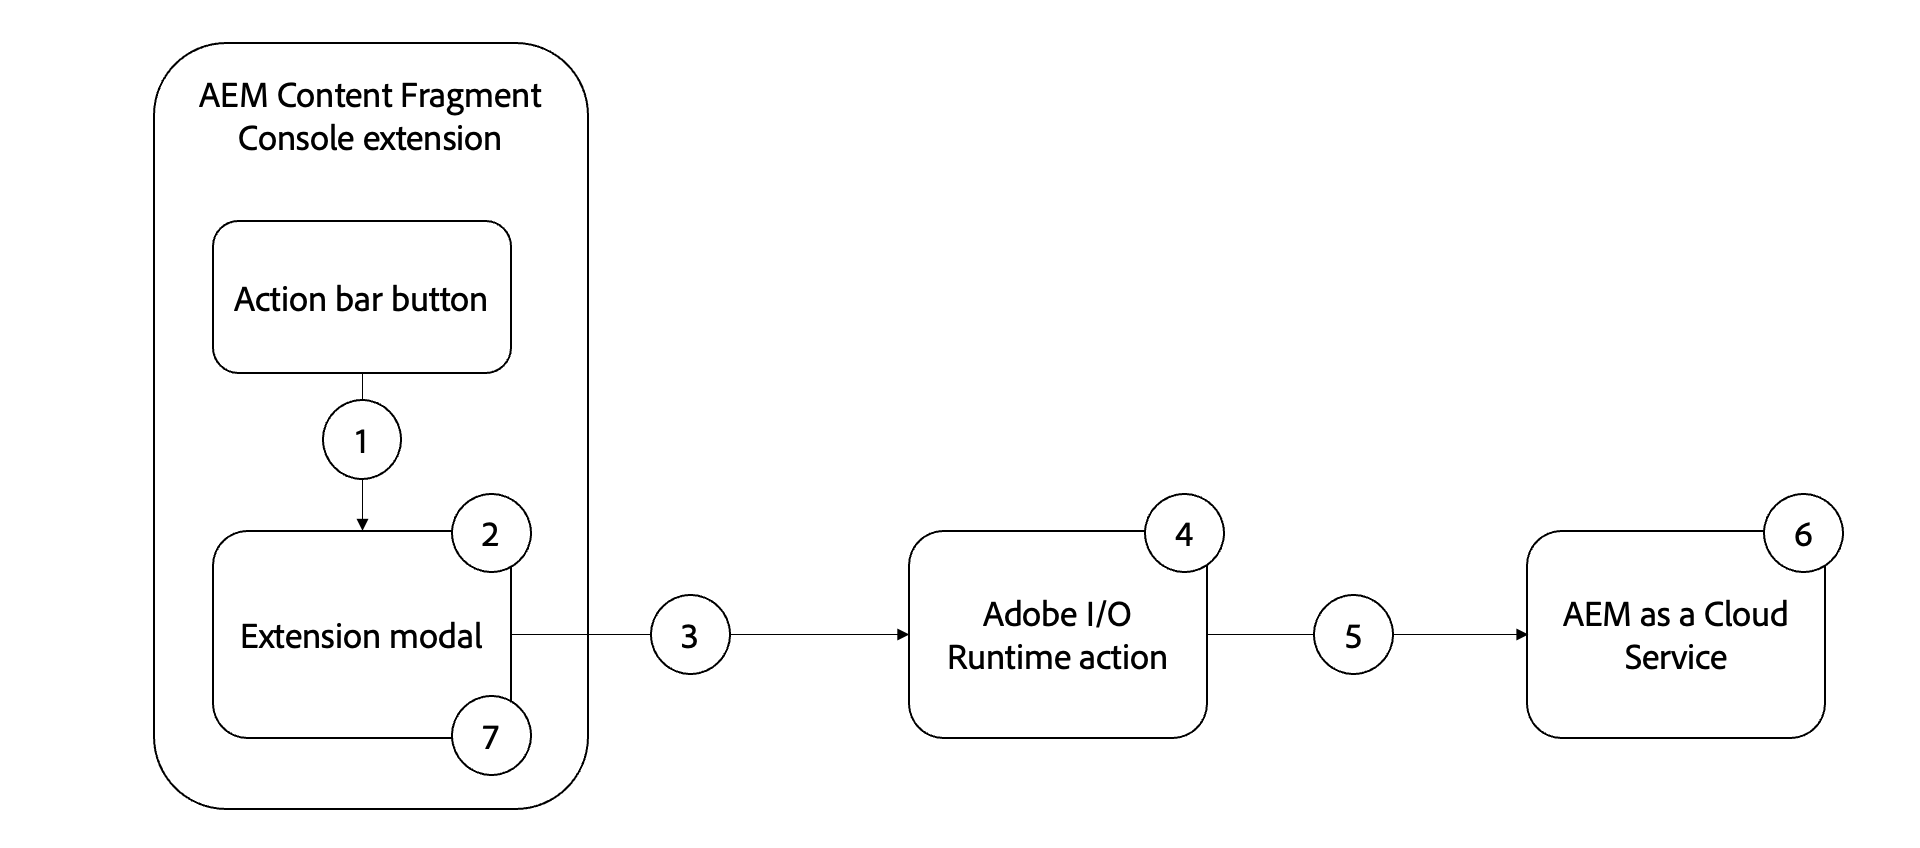 AEM Content Fragment
Console extension
Action bar button
1
2
Extension modal
7
3
4
Adobe I/O
Runtime action
5
6
AEM as a Cloud
Service